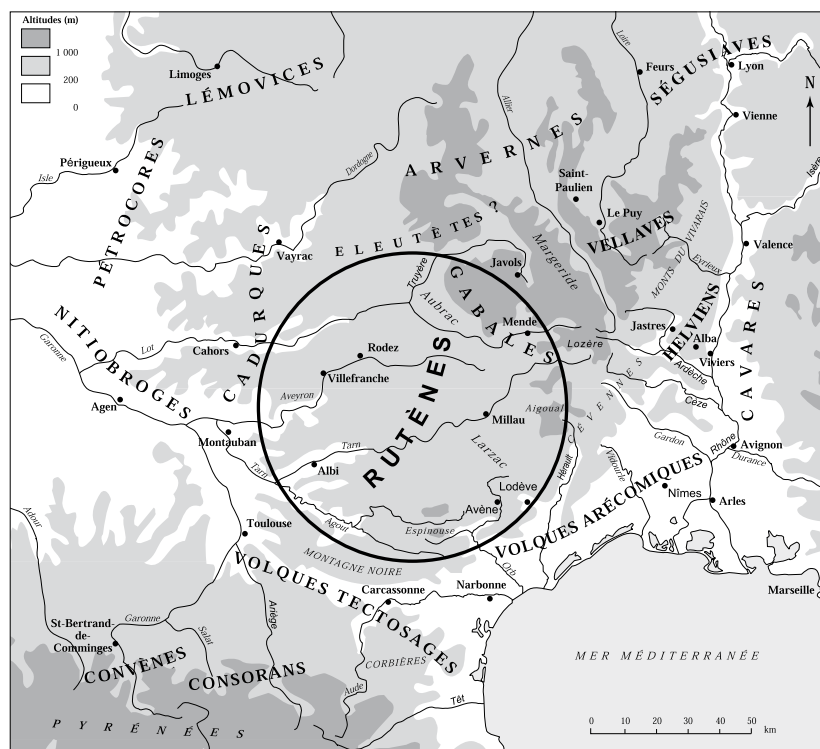 Altitudes (m)
1 000
200
0
Limoges
LÉMOVICES
Loire
Feurs
SÉGUSIAVES
Lyon
N
Allier
Vienne
PÉTROCORES
Périgueux
Isle
Dordogne
ARVERNES
Saint-
Paulien
Isère
Le Puy
VELLAVES
MONTS DU VIVARAIS
ELEUTÈTES ?
Vayrac
CADURQUES
Truyère
GABALES
Javols
Margeride
Eyrieux
Valence
NITIOBROGES
Garonne
Lot
Cahors
Aubrac
Mende
Lozère
Jastres
HELVIENS
Alba
Viviers
CAVARES
Rodez
Villefranche
RUTÈNES
Ardèche
Aveyron
Agen
Montauban
Millau
Aigoual
CÉVENNES
Cèze
Tarn
Tarn
Albi
Larzac
Hérault
Gardon
Vidourle
Rhône
Avignon
Durance
VOLQUES ARÉCOMIQUES
Nîmes
Arles
Adour
Toulouse
Agout
Espinouse
Avène
Lodève
MONTAGNE NOIRE
Orb
VOLQUES TECTOSAGES
Carcassonne
Narbonne
Marseille
St-Bertrand-
de-
Comminges
Garonne
Salat
Ariège
CONVÈNES
CONSORANS
CORBIÈRES
Aude
MER MÉDITERRANÉE
Têt
PYRÉNÉES
0 10 20 30 40 50
km